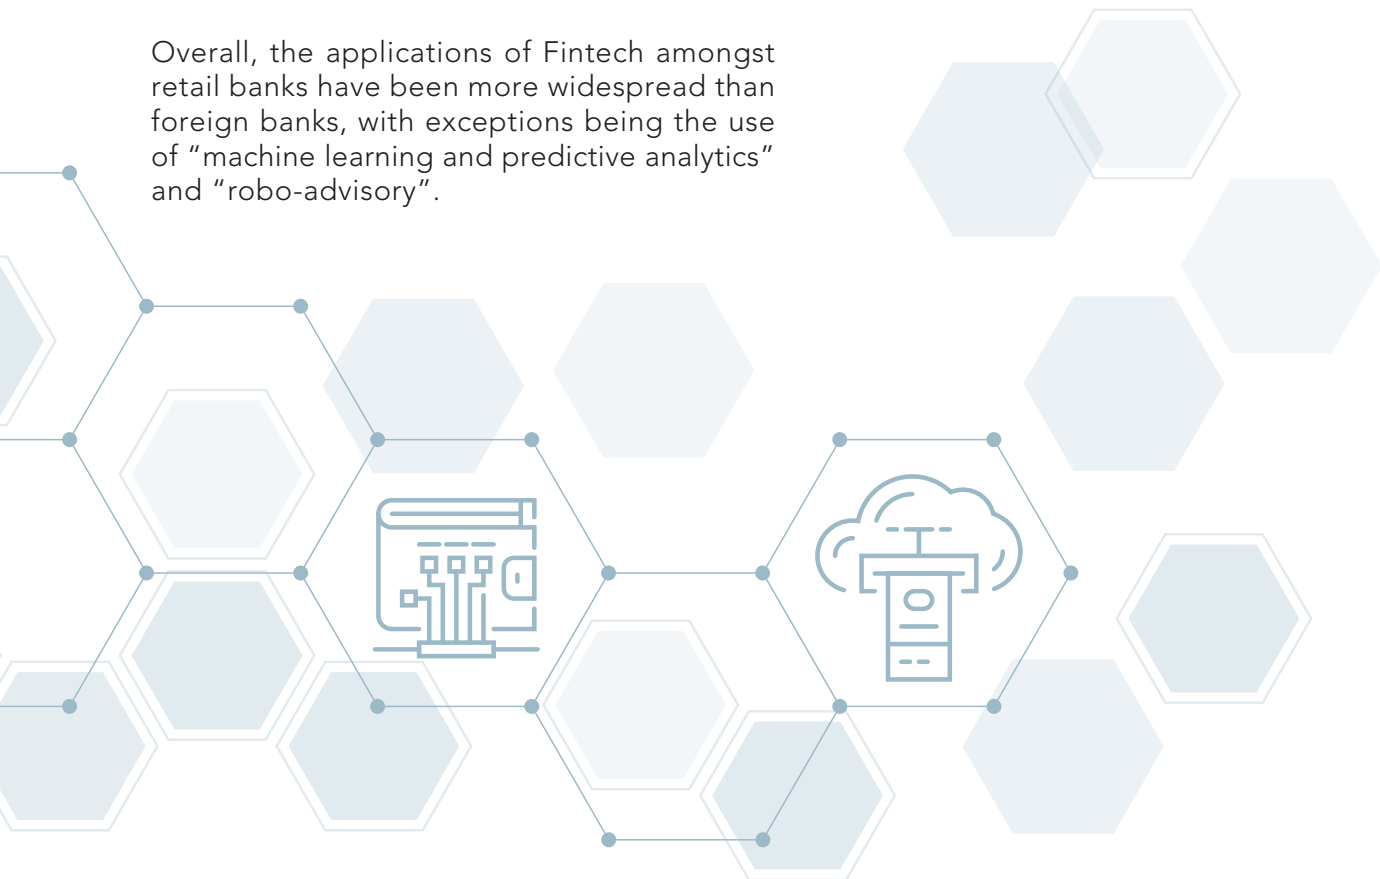 Overall, the applications of Fintech amongst
retail banks have been more widespread than
foreign banks, with exceptions being the use
of “machine learning and predictive analytics”
and “robo-advisory”.